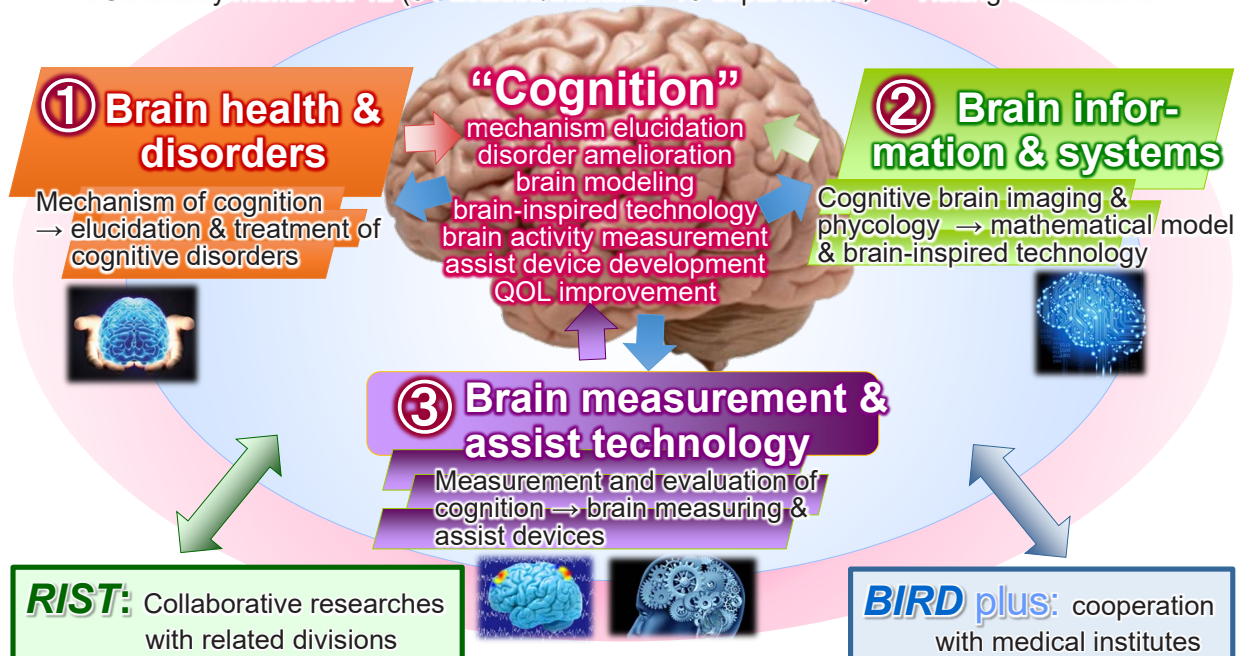 “Cognition”
mechanism elucidation
disorder amelioration
brain modeling
brain-inspired technology
brain activity measurement
assist device development
QOL improvement
① Brain health &
disorders
Mechanism of cognition
→ elucidation & treatment of
cognitive disorders
② Brain infor-
mation & systems
Cognitive brain imaging &
phycology → mathematical model
& brain-inspired technology
③ Brain measurement &
assist technology
Measurement and evaluation of
cognition → brain measuring &
assist devices
RIST: Collaborative researches
with related divisions
BIRD plus: cooperation
with medical institutes